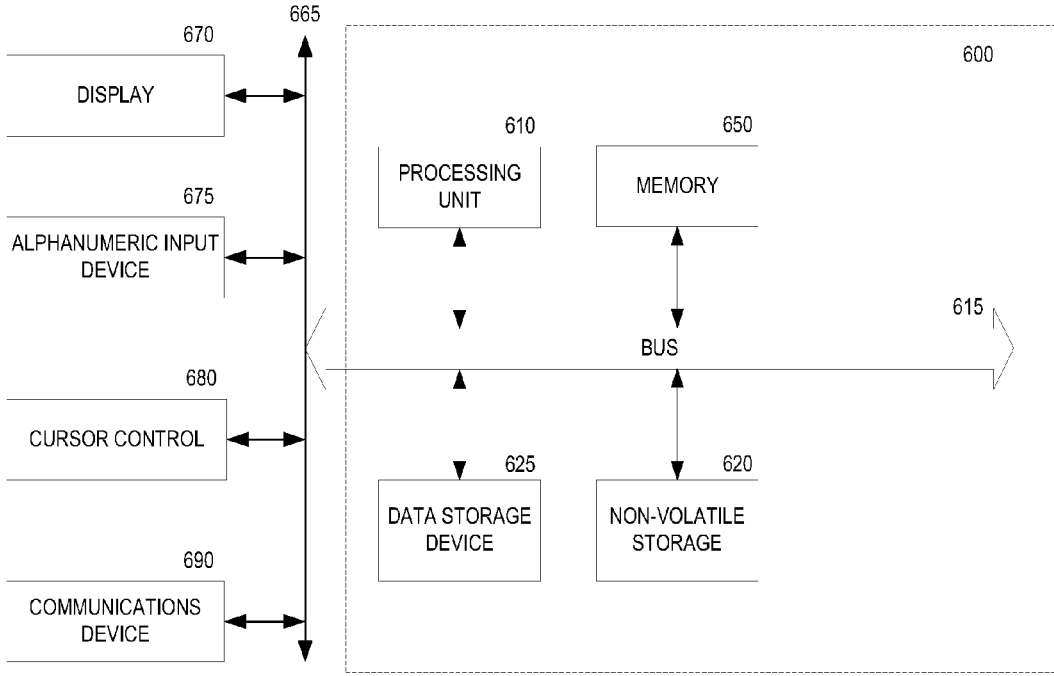 665
670
600
DISPLAY
610
650
PROCESSING
UNIT
MEMORY
675
ALPHANUMERIC INPUT
DEVICE
615
BUS
680
CURSOR CONTROL
625
620
DATA STORAGE
DEVICE
NON-VOLATILE
STORAGE
690
COMMUNICATIONS
DEVICE